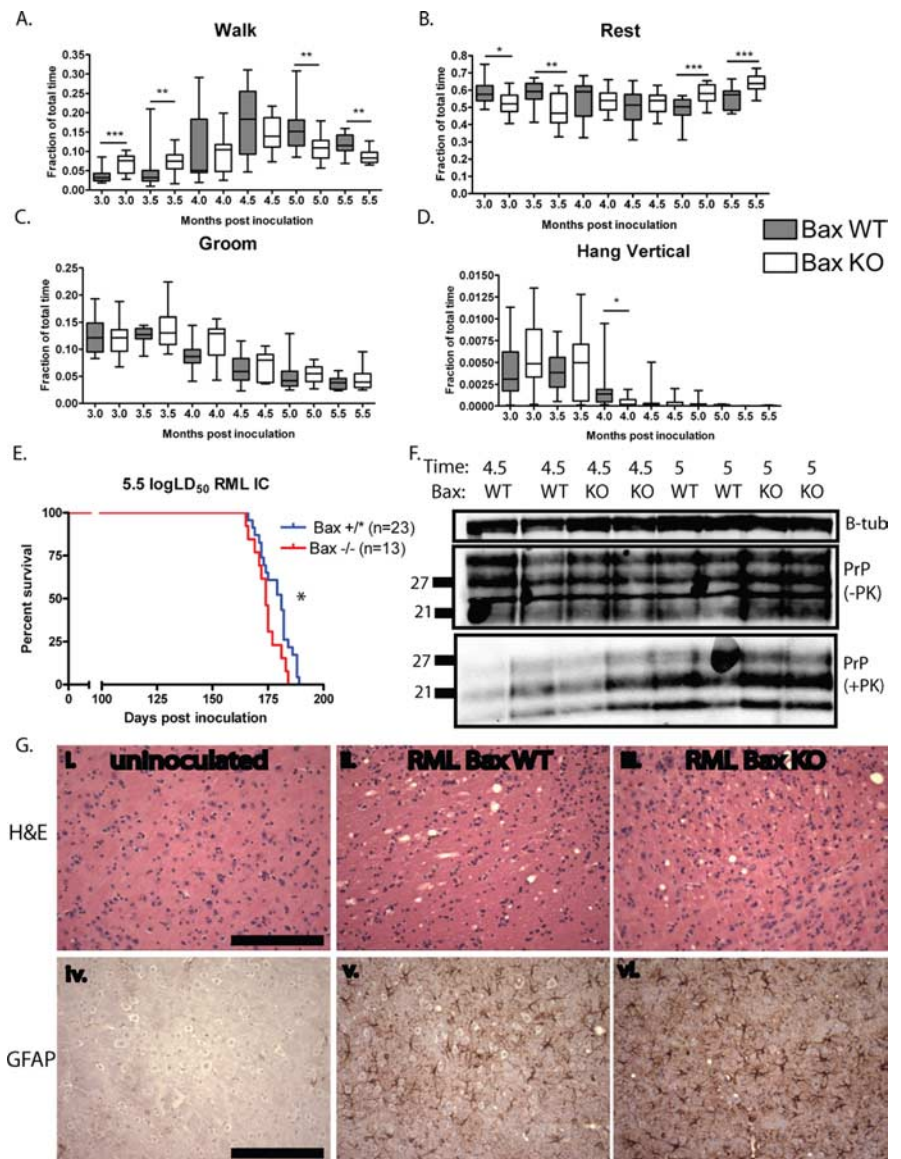 A.
Walk
Fraction of total time
0.35
0.30
0.25
0.20
0.15
0.10
0.05
0.00
***
**
**
**
3.0 3.0 3.5 3.5 4.0 4.0 4.5 4.5 5.0 5.0 5.5 5.5
Months post inoculation
B.
Rest
Fraction of total time
0.8
0.7
0.6
0.5
0.4
0.3
0.2
0.1
0.0
*
**
***
***
3.0 3.0 3.5 3.5 4.0 4.0 4.5 4.5 5.0 5.0 5.5 5.5
Months post inoculation
C.
Groom
Fraction of total time
0.25
0.20
0.15
0.10
0.05
0.00
3.0 3.0 3.5 3.5 4.0 4.0 4.5 4.5 5.0 5.0 5.5 5.5
Months post inoculation
D.
Hang Vertical
Fraction of total time
0.0150
0.0125
0.0100
0.0075
0.0050
0.0025
0.0000
*
3.0 3.0 3.5 3.5 4.0 4.0 4.5 4.5 5.0 5.0 5.5 5.5
Months post inoculation
Bax WT
Bax KO
E.
5.5 logLD50 RML IC
Percent survival
100
75
50
25
0
Bax +/* (n=23)
Bax -/- (n=13)
*
0 100 125 150 175 200
Days post inoculation
F.
Time: 4.5 4.5 4.5 4.5 5 5 5 5
Bax: WT WT KO KO WT WT KO KO
B-tub
27
21
PrP
(-PK)
27
21
PrP
(+PK)
G.
H&E
i. uninoculated
ii. RML Bax WT
iii. RML Bax KO
GFAP
iv.
v.
vi.